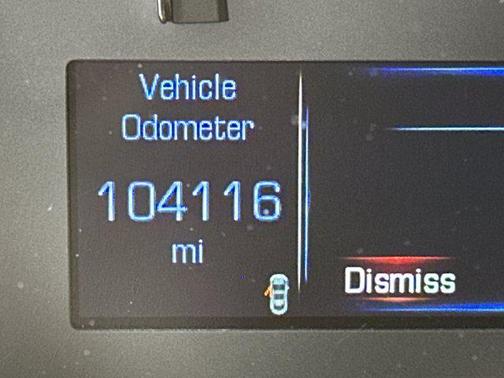 Vehicle
Odometer
104116
mi
Dismiss